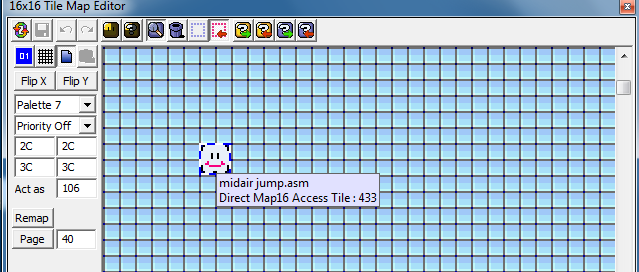 16x16 Tile Map Editor
01
Flip X
Flip Y
Palette 7
Priority Off
2C
2C
3C
3C
Act as
106
Remap
Page
40
midair jump.asm
Direct Map16 Access Tile : 433